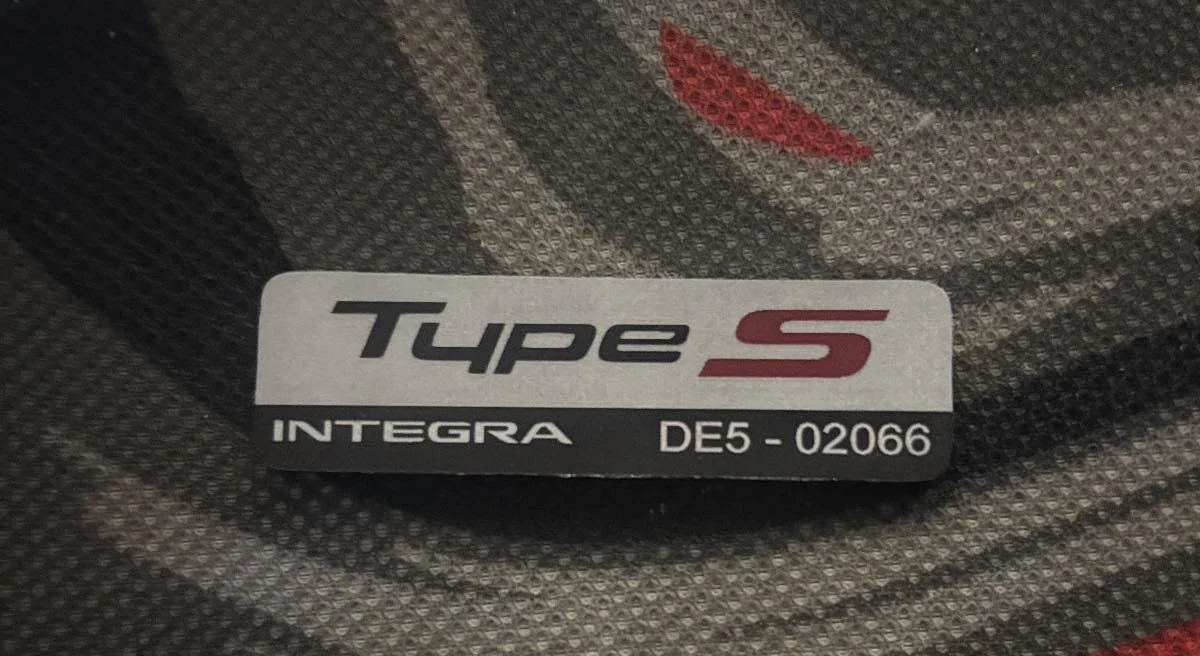 Type S
INTEGRA DE5 - 02066